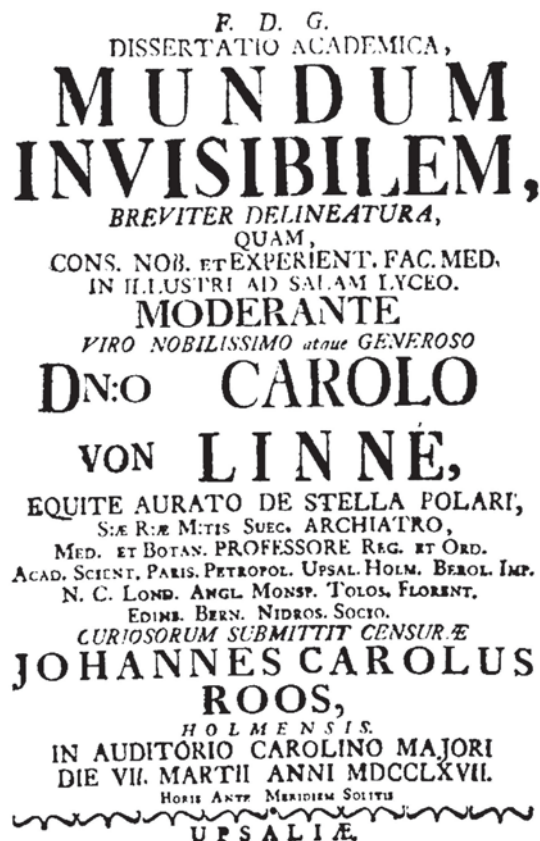 F. D. G.
DISSERTATIO ACADEMICA,
MUNDUM
INVISIBILEM,
BREVITER DELINEATURA,
QUAM,
CONS. NOB. ET EXPERIENT. FAC. MED.
IN ILLUSTRI AD SALAM LYCEO.
MODERANTE
VIRO NOBILISSIMO atque GENEROSO
DN:O CAROLO
VON LINNÉ,
EQUITE AURATO DE STELLA POLARI,
S:Æ R:Æ M:TIS SUEC. ARCHIATRO,
MED. ET BOTAN. PROFESSORE REG. ET ORD.
ACAD. SCIENT. PARIS. PETROPOL. UPSAL. HOLM. BEROL. IMP.
N. C. LOND. ANGL. MONSP. TOLOS. FLORENT.
EDINB. BERN. NIDROS. SOCIO.
CURIOSORUM SUBMITTIT CENSURÆ
JOHANNES CAROLUS
ROOS,
HOLMENSIS.
IN AUDITORIO CAROLINO MAJORI
DIE VII. MARTII ANNI MDCCLXVII.
HORIS ANTE MERIDIEM SOLITIS
UPSALIÆ.